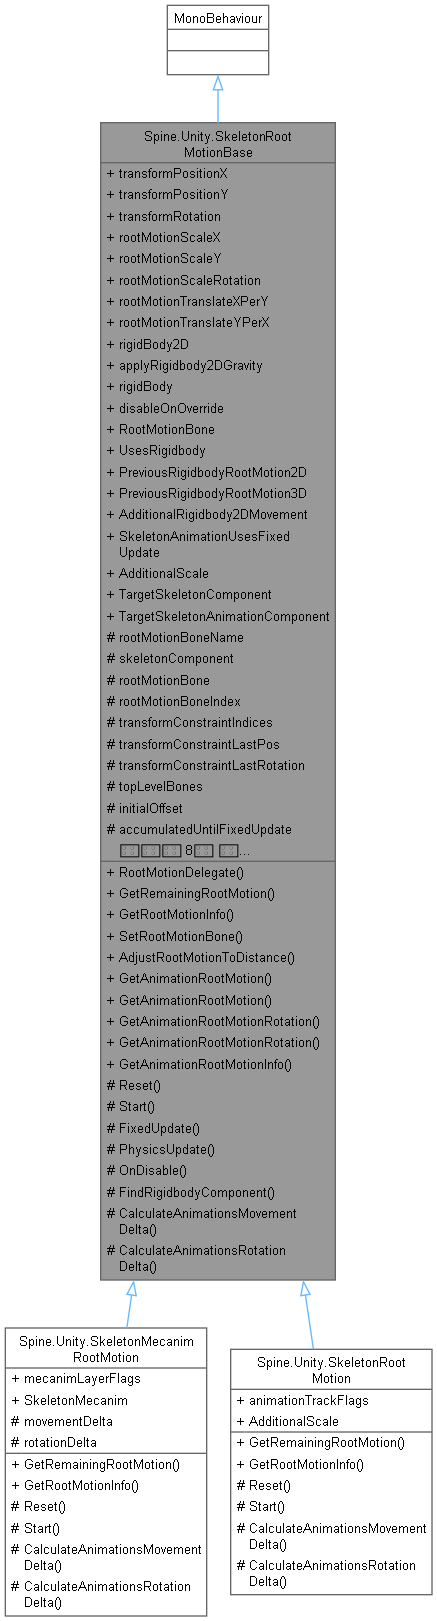 MonoBehaviour
Spine.Unity.SkeletonRoot
MotionBase
+ transformPositionX
+ transformPositionY
+ transformRotation
+ rootMotionScaleX
+ rootMotionScaleY
+ rootMotionScaleRotation
+ rootMotionTranslateXPerY
+ rootMotionTranslateYPerX
+ rigidBody2D
+ applyRigidbody2DGravity
+ rigidBody
+ disableOnOverride
+ RootMotionBone
+ UsesRigidbody
+ PreviousRigidbodyRootMotion2D
+ PreviousRigidbodyRootMotion3D
+ AdditionalRigidbody2DMovement
+ SkeletonAnimationUsesFixed
Update
+ AdditionalScale
+ TargetSkeletonComponent
+ TargetSkeletonAnimationComponent
# rootMotionBoneName
# skeletonComponent
# rootMotionBone
# rootMotionBoneIndex
# transformConstraintIndices
# transformConstraintLastPos
# transformConstraintLastRotation
# topLevelBones
# initialOffset
# accumulatedUntilFixedUpdate
8 ...
+ RootMotionDelegate()
+ GetRemainingRootMotion()
+ GetRootMotionInfo()
+ SetRootMotionBone()
+ AdjustRootMotionToDistance()
+ GetAnimationRootMotion()
+ GetAnimationRootMotion()
+ GetAnimationRootMotionRotation()
+ GetAnimationRootMotionRotation()
+ GetAnimationRootMotionInfo()
# Reset()
# Start()
# FixedUpdate()
# PhysicsUpdate()
# OnDisable()
# FindRigidbodyComponent()
# CalculateAnimationsMovement
Delta()
# CalculateAnimationsRotation
Delta()
Spine.Unity.SkeletonMecanim
RootMotion
+ mecanimLayerFlags
+ SkeletonMecanim
# movementDelta
# rotationDelta
+ GetRemainingRootMotion()
+ GetRootMotionInfo()
# Reset()
# Start()
# CalculateAnimationsMovement
Delta()
# CalculateAnimationsRotation
Delta()
Spine.Unity.SkeletonRoot
Motion
+ animationTrackFlags
+ AdditionalScale
+ GetRemainingRootMotion()
+ GetRootMotionInfo()
# Reset()
# Start()
# CalculateAnimationsMovement
Delta()
# CalculateAnimationsRotation
Delta()